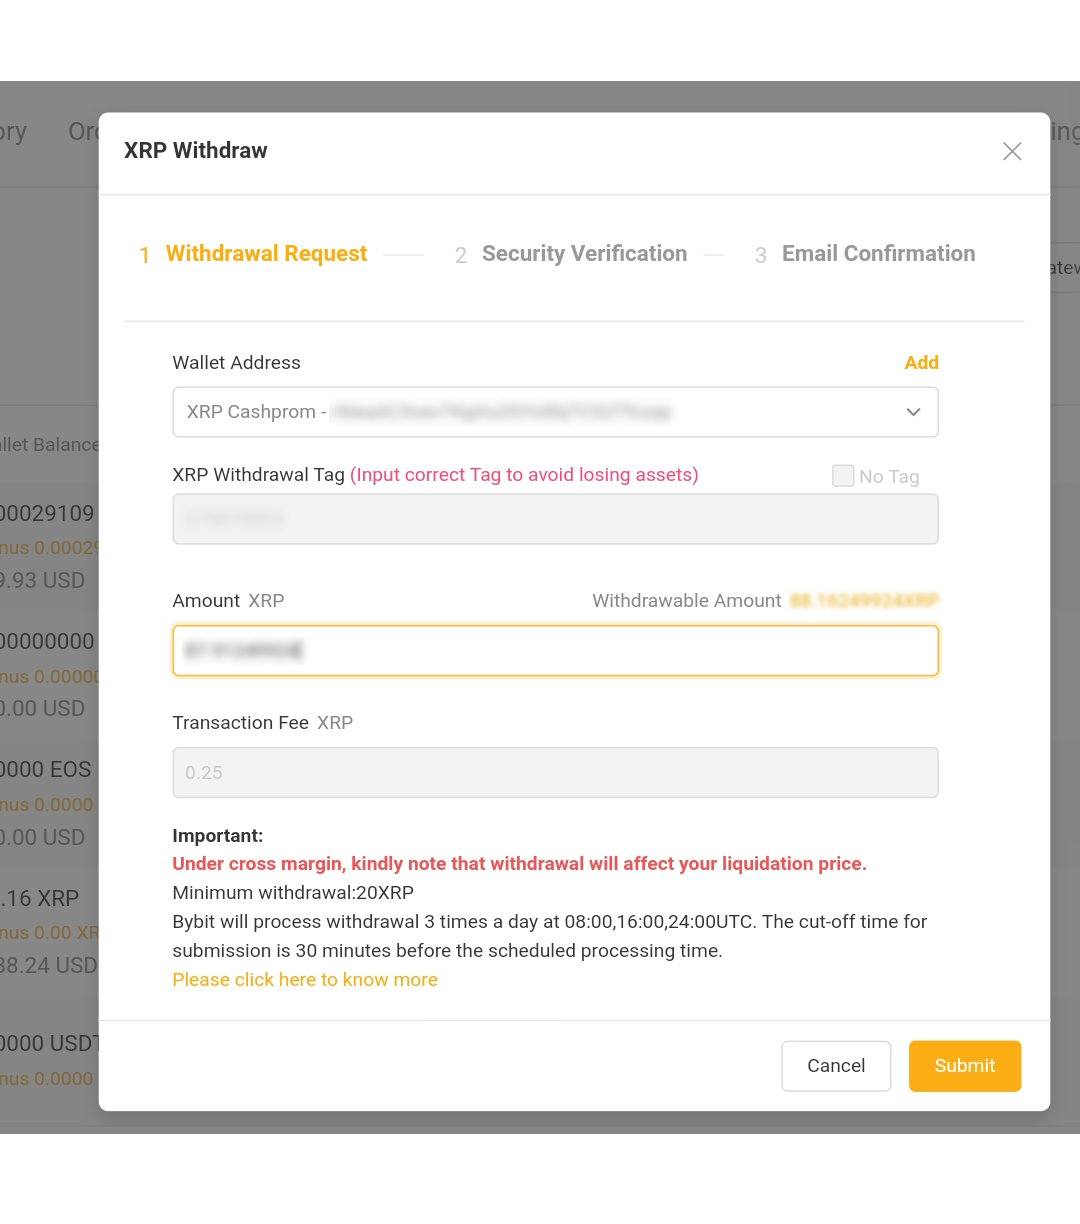 ory Ord ing
XRP Withdraw
1 Withdrawal Request 2 Security Verification 3 Email Confirmation
Wallet Address Add
XRP Cashprom -
XRP Withdrawal Tag (Input correct Tag to avoid losing assets) No Tag
Amount XRP Withdrawable Amount
Transaction Fee XRP
0.25
Important:
Under cross margin, kindly note that withdrawal will affect your liquidation price.
Minimum withdrawal:20XRP
Bybit will process withdrawal 3 times a day at 08:00,16:00,24:00UTC. The cut-off time for
submission is 30 minutes before the scheduled processing time.
Please click here to know more
Cancel Submit
atew
allet Balance
00029109
nus 0.00029
9.93 USD
00000000
nus 0.00000
0.00 USD
0000 EOS
nus 0.0000
0.00 USD
.16 XRP
nus 0.00 XR
38.24 USD
0000 USDT
nus 0.0000